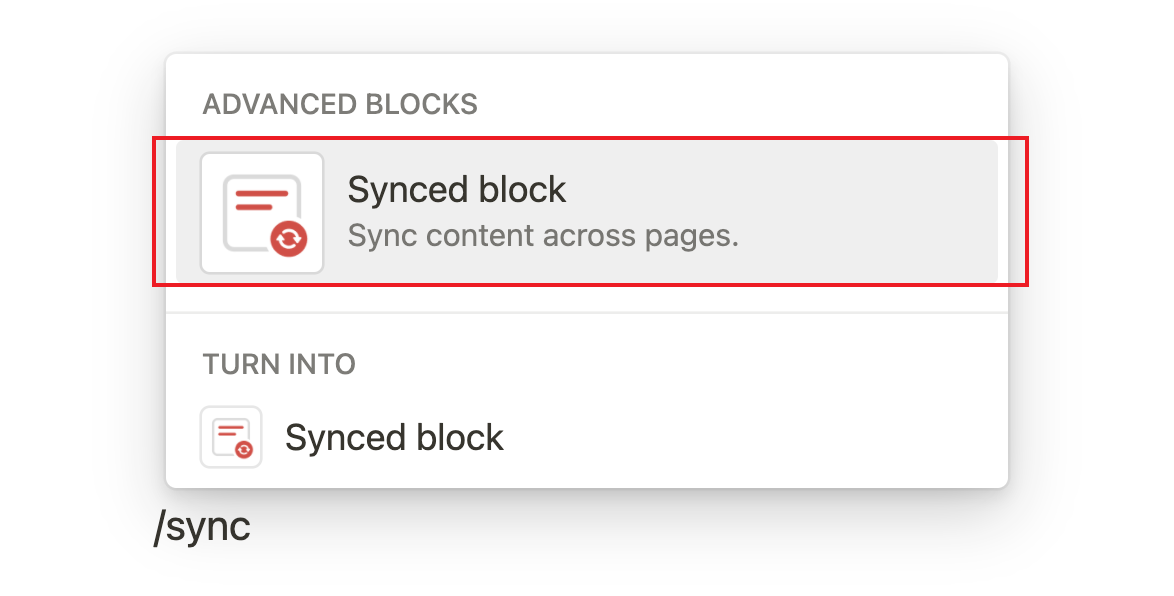 ADVANCED BLOCKS
Synced block
Sync content across pages.
TURN INTO
Synced block
/sync